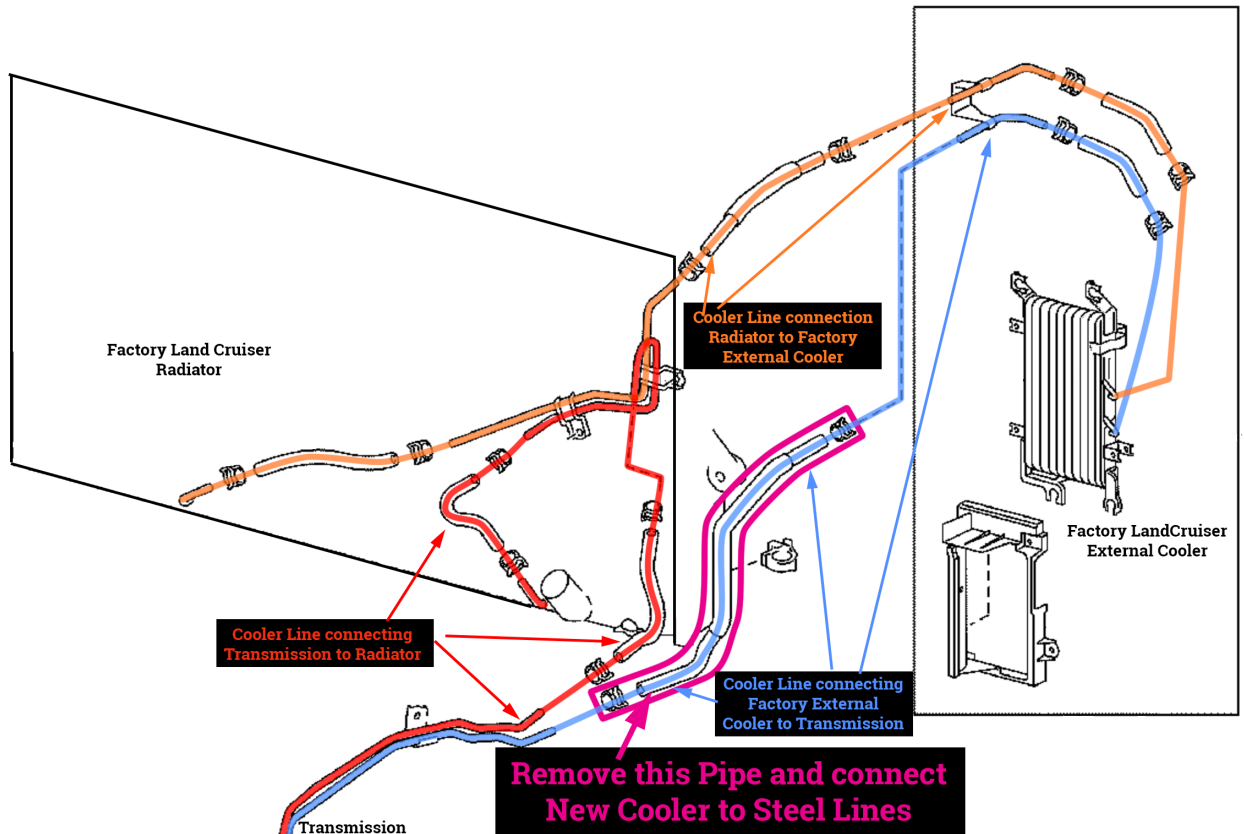 Factory Land Cruiser
Radiator
Cooler Line connection
Radiator to Factory
External Cooler
Factory LandCruiser
External Cooler
Cooler Line connecting
Transmission to Radiator
Cooler Line connecting
Factory External
Cooler to Transmission
Remove this Pipe and connect
New Cooler to Steel Lines
Transmission